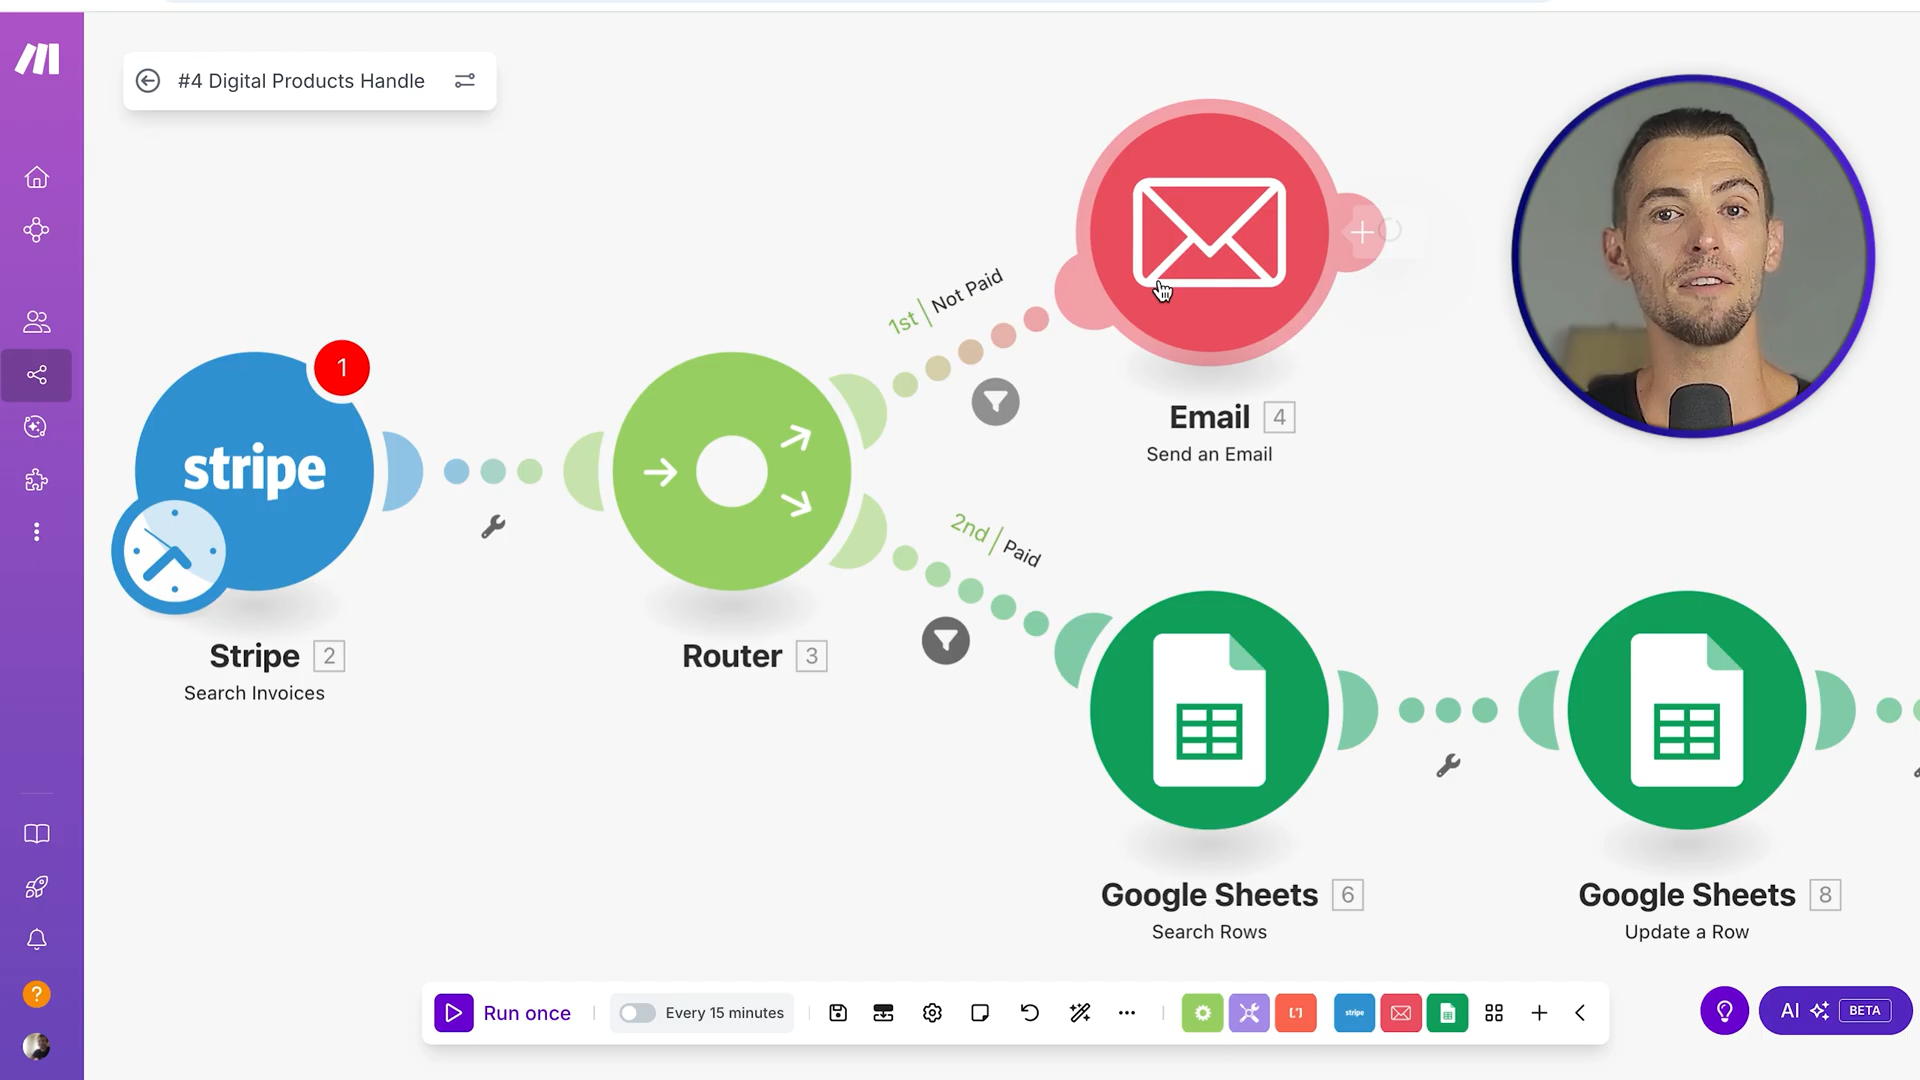 #4 Digital Products Handle
1st | Not Paid
1
stripe
Email 4
Send an Email
2nd | Paid
Stripe 2
Search Invoices
Router 3
Google Sheets 6
Search Rows
Google Sheets 8
Update a Row
?
Run once
Every 15 minutes
stripe
AI
BETA